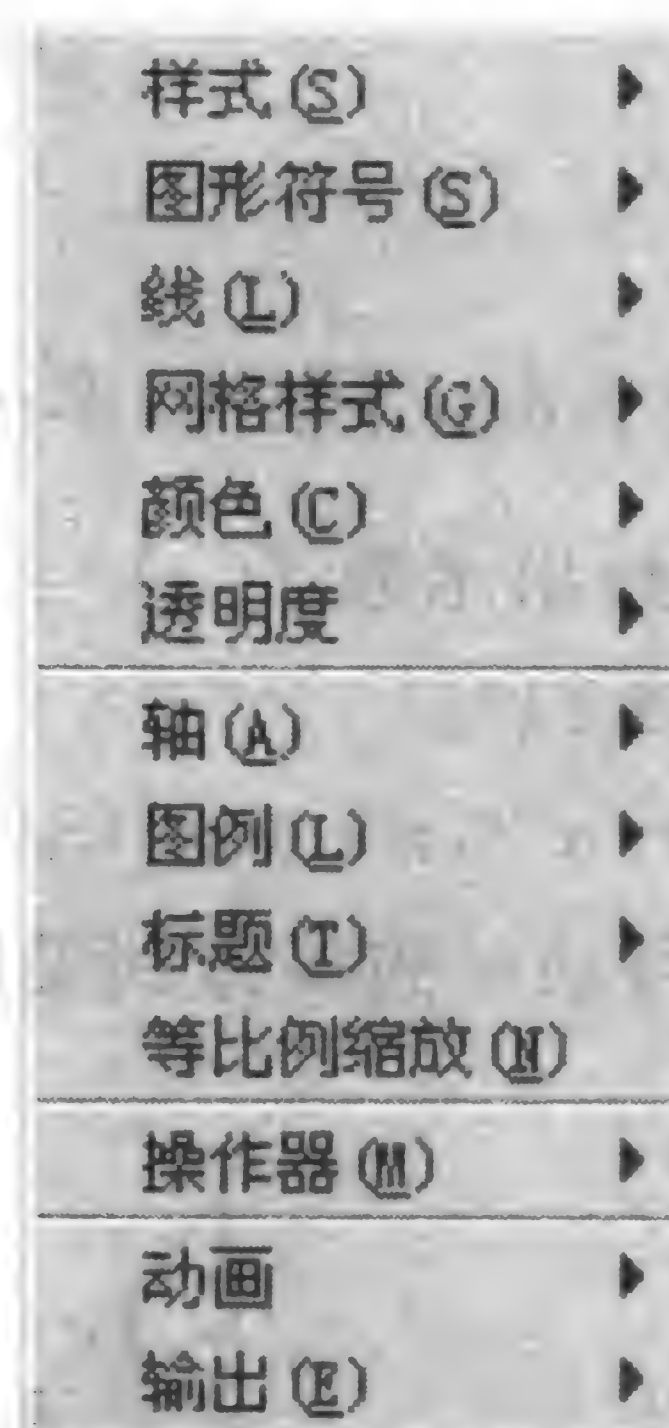 样式(S)
图形符号(S)
线(L)
网格样式(G)
颜色(C)
透明度
轴(A)
图例(L)
标题(T)
等比例缩放(N)
操作器(M)
动画
输出(E)